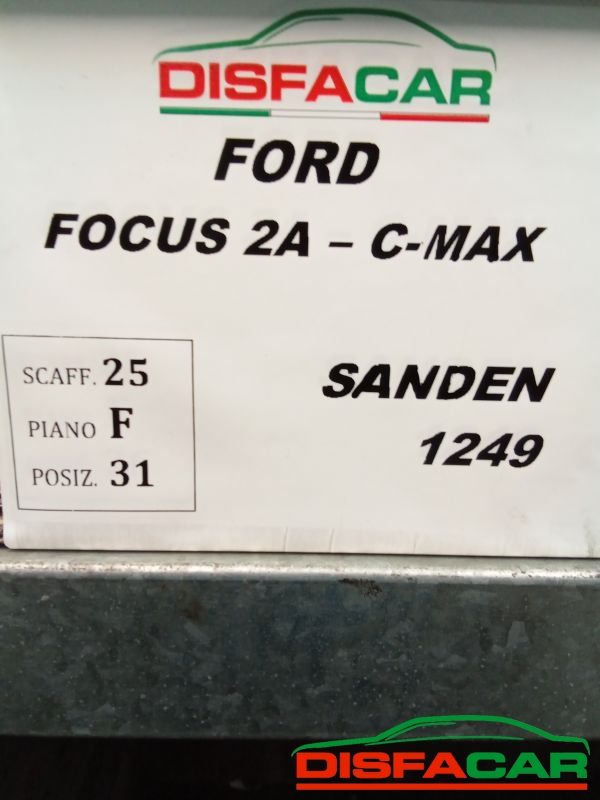 DISFACAR
FORD
FOCUS 2A – C-MAX
SCAFF. 25
PIANO F
POSIZ. 31
SANDEN
1249
DISFACAR